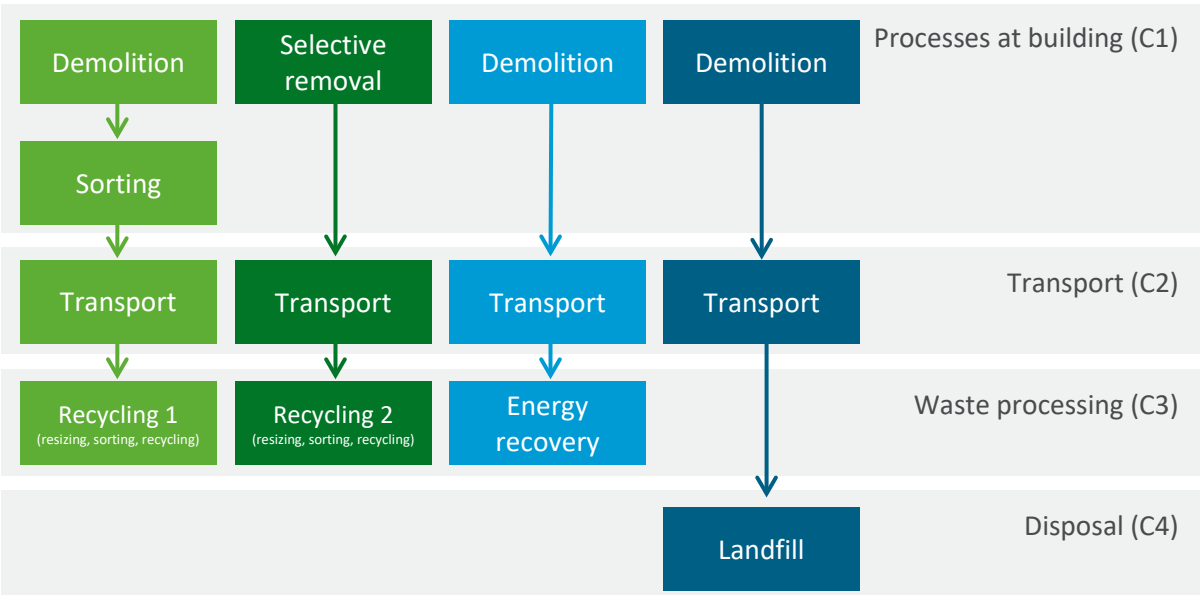 Demolition
Selective
removal
Demolition
Demolition
Processes at building (C1)
Sorting
Transport
Transport
Transport
Transport
Transport (C2)
Recycling 1
(resizing, sorting, recycling)
Recycling 2
(resizing, sorting, recycling)
Energy
recovery
Waste processing (C3)
Landfill
Disposal (C4)